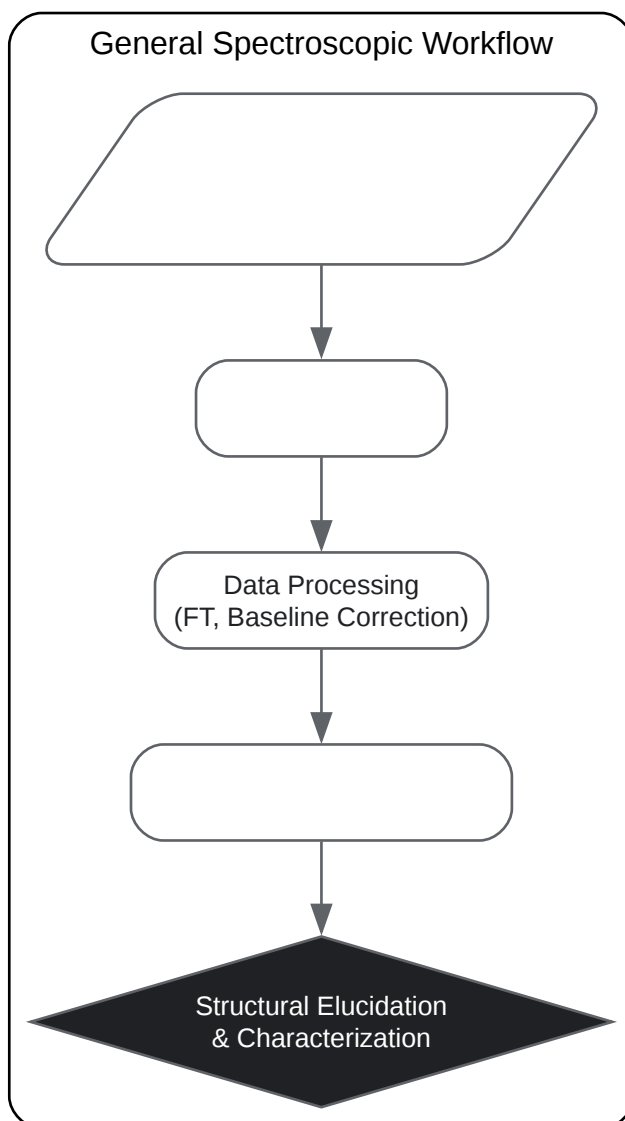 General Spectroscopic Workflow
Data Processing
(FT, Baseline Correction)
Structural Elucidation
& Characterization